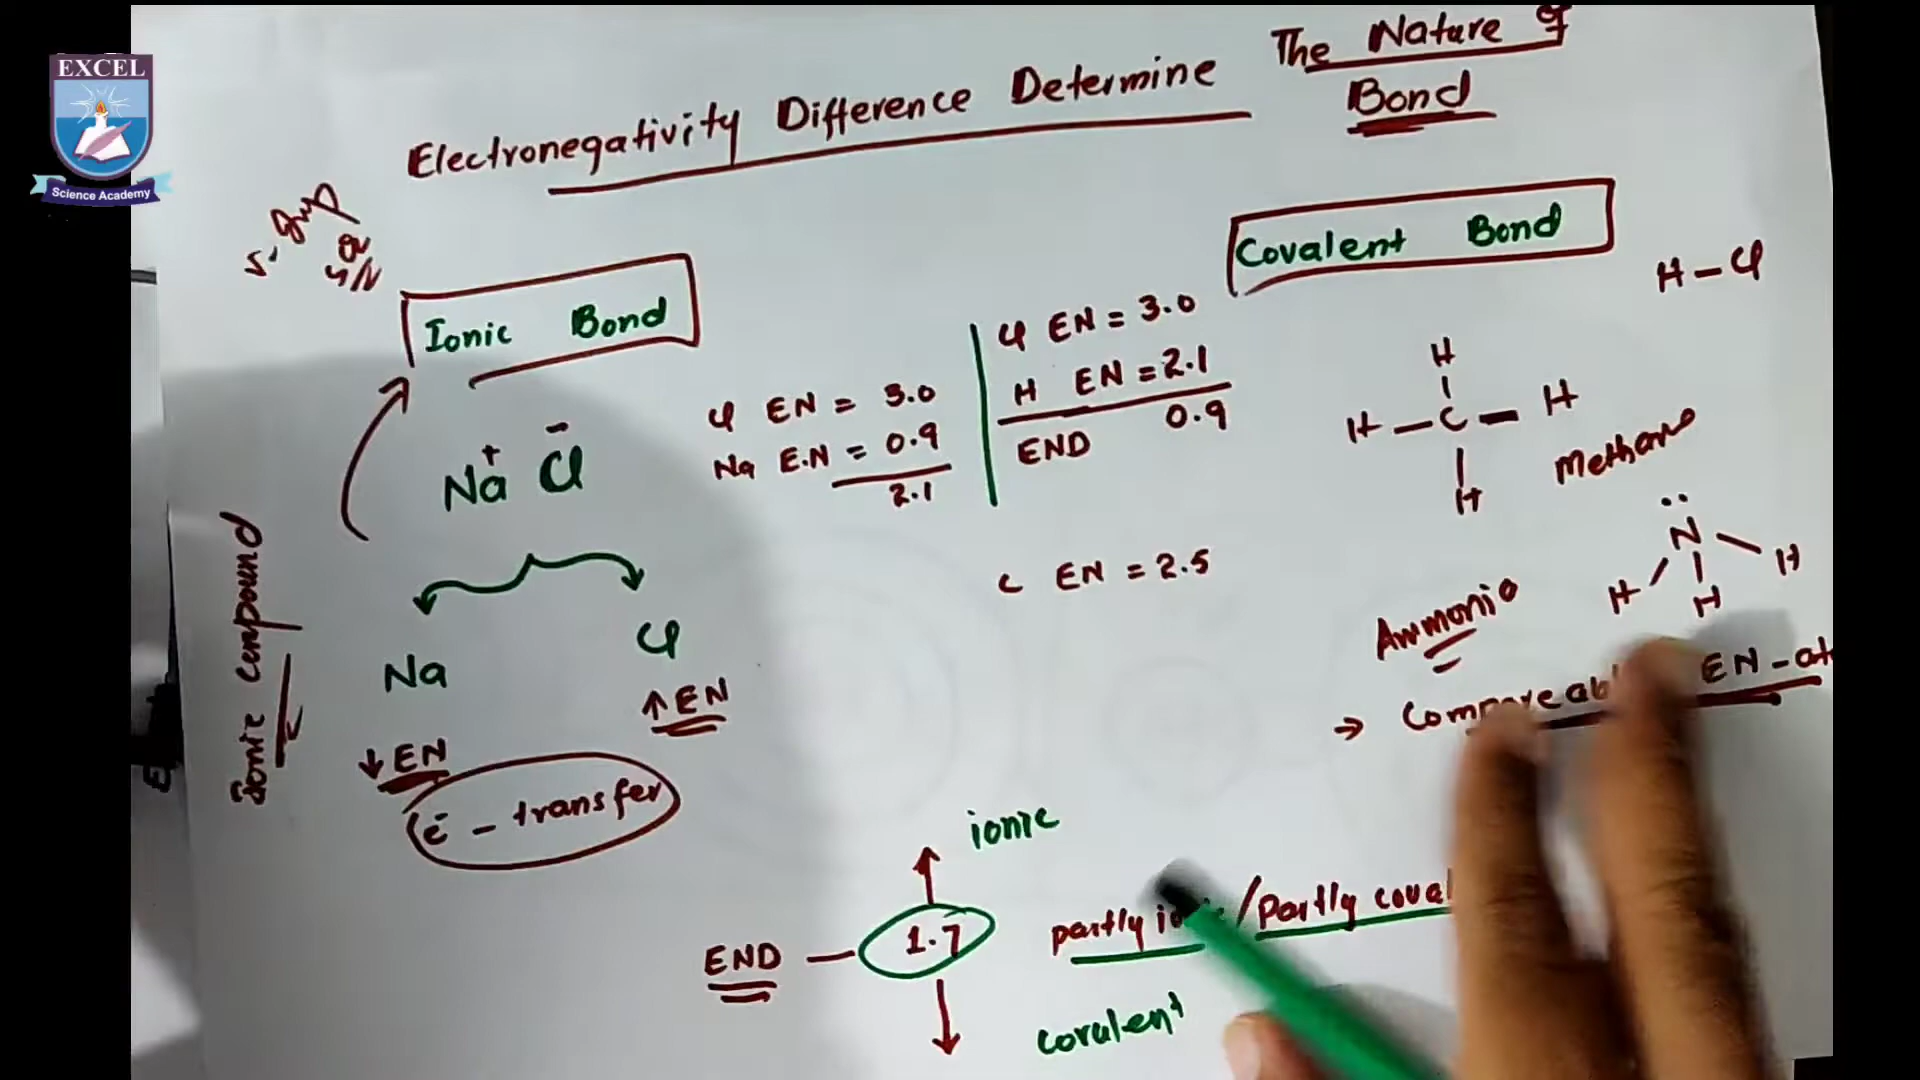 EXCEL
Science Academy
Electronegativity Difference Determine The Nature of
Bond
Ionic Bond
Covalent Bond
H - Cl
Na+ Cl-
Cl EN = 3.0
Na E.N = 0.9
2.1
Cl EN = 3.0
H EN = 2.1
END 0.9
C EN = 2.5
H
H - C - H
H
Methane
N
H H H
Ammonia
→ Compareab EN - at
Ionic Compound
Na Cl
↓EN ↑EN
e- - transfer
ionic
END - 1.7 partly / Partly coval
covalent